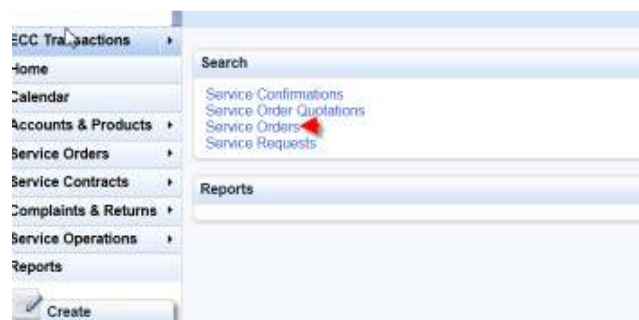 ECC Transactions
Home
Calendar
Accounts & Products
Service Orders
Service Contracts
Complaints & Returns
Service Operations
Reports
Create
Search
Service Confirmations
Service Order Quotations
Service Orders
Service Requests
Reports